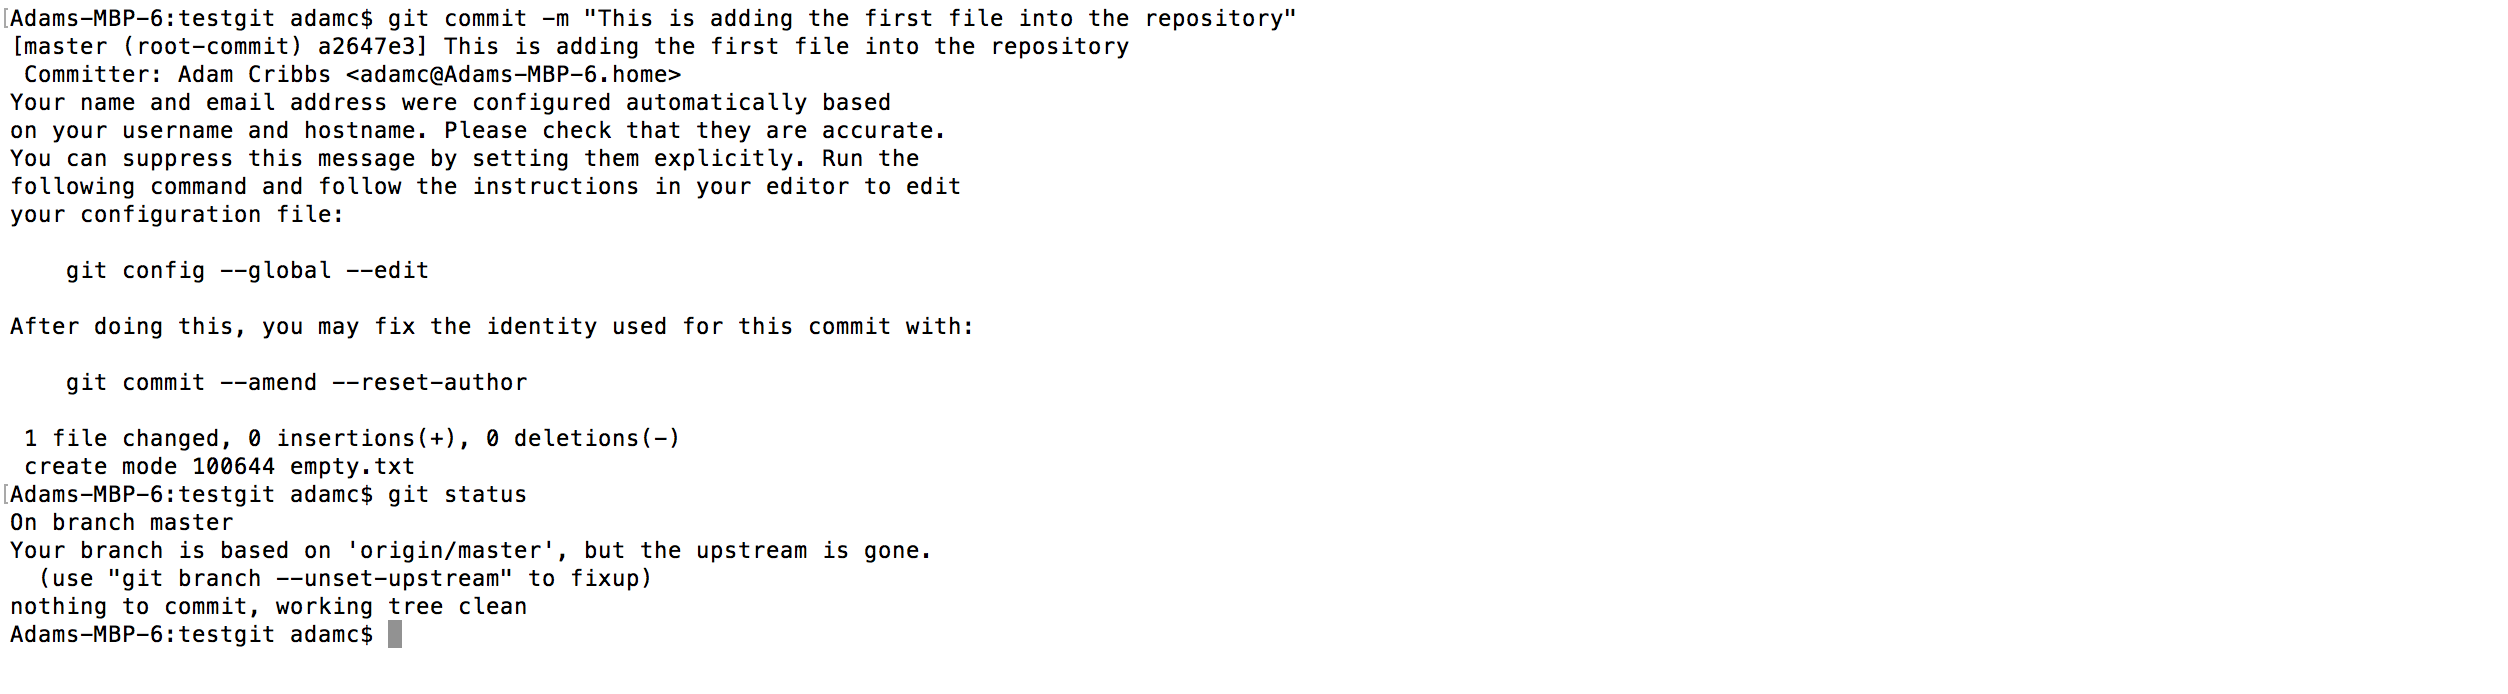 [Adams-MBP-6:testgit adamc$ git commit -m "This is adding the first file into the repository"
[master (root-commit) a2647e3] This is adding the first file into the repository
 Committer: Adam Cribbs <adamc@Adams-MBP-6.home>
Your name and email address were configured automatically based
on your username and hostname. Please check that they are accurate.
You can suppress this message by setting them explicitly. Run the
following command and follow the instructions in your editor to edit
your configuration file:

    git config --global --edit

After doing this, you may fix the identity used for this commit with:

    git commit --amend --reset-author

 1 file changed, 0 insertions(+), 0 deletions(-)
 create mode 100644 empty.txt
[Adams-MBP-6:testgit adamc$ git status
On branch master
Your branch is based on 'origin/master', but the upstream is gone.
  (use "git branch --unset-upstream" to fixup)
nothing to commit, working tree clean
Adams-MBP-6:testgit adamc$